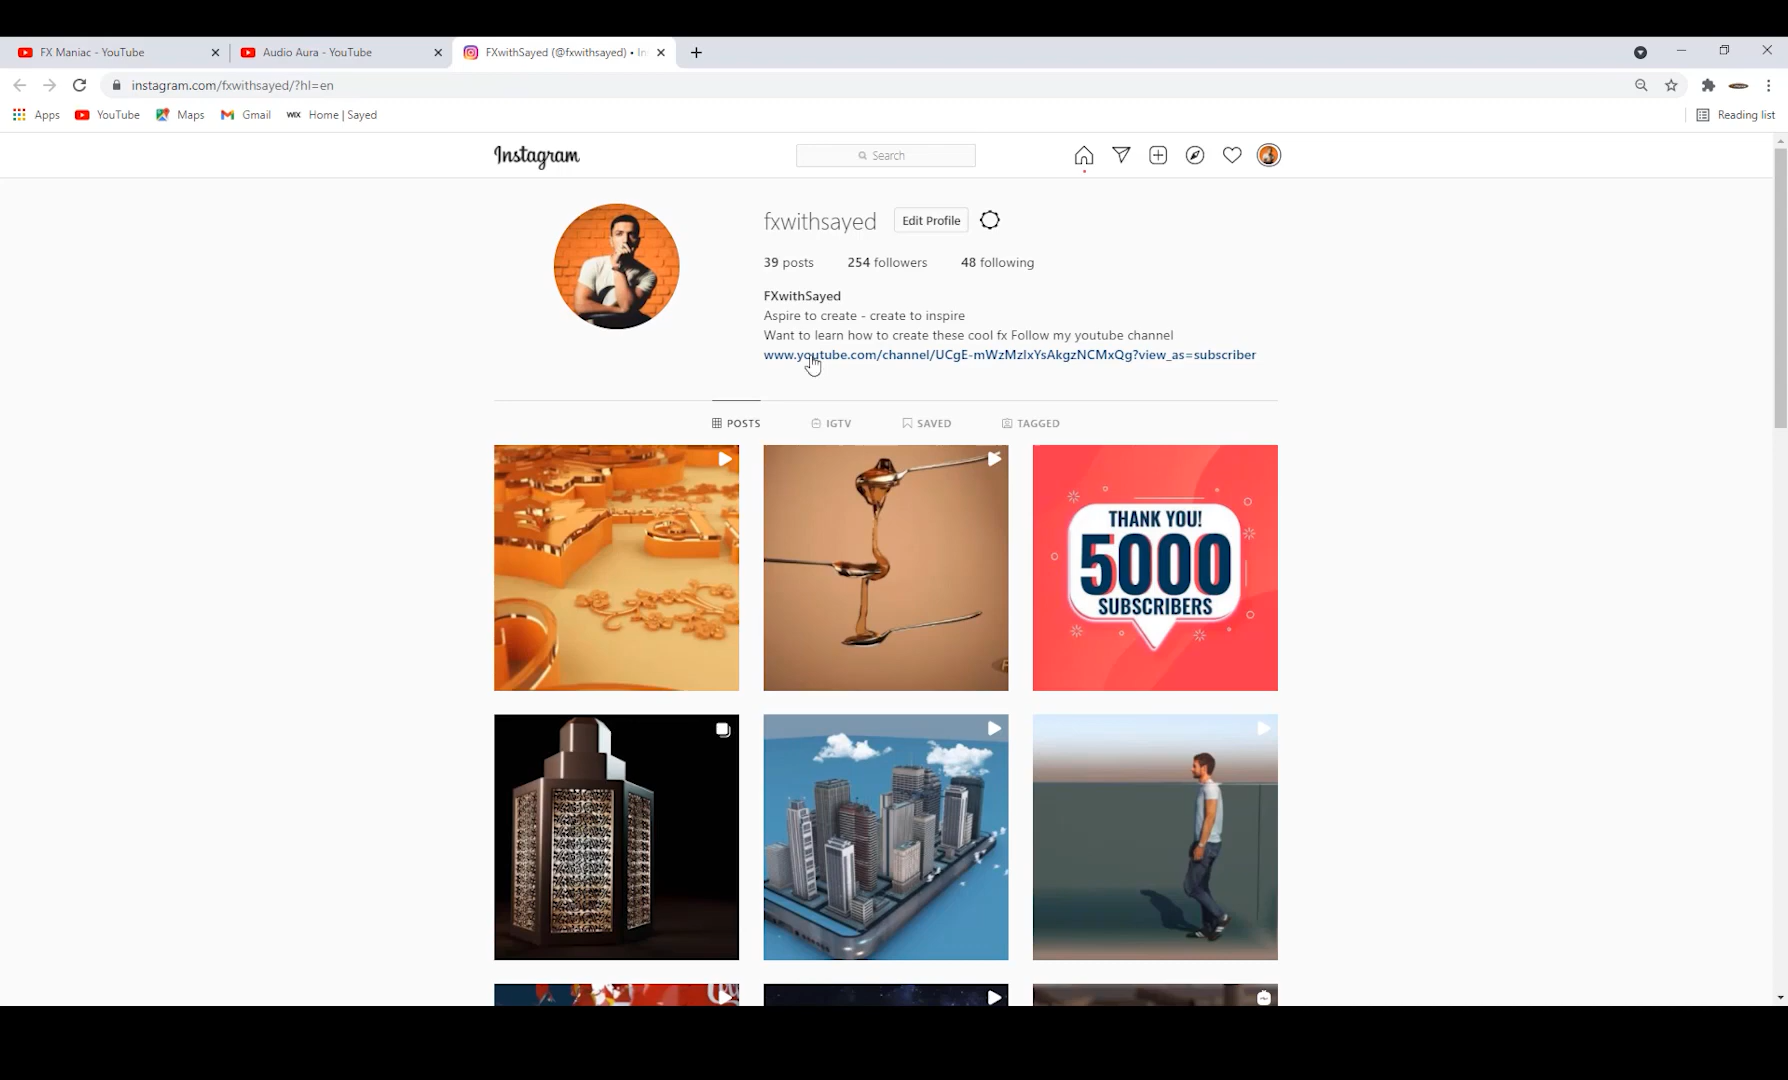 FX Maniac - YouTube
Audio Aura - YouTube
FXwithSayed (@fxwithsayed) • In
instagram.com/fxwithsayed/?hl=en
Apps
YouTube
Maps
Gmail
WIX
Home | Sayed
Reading list
Instagram
Search
fxwithsayed
Edit Profile
39 posts 254 followers 48 following
FXwithSayed
Aspire to create - create to inspire
Want to learn how to create these cool fx Follow my youtube channel
www.youtube.com/channel/UCgE-mWzMzlxYsAkgzNCMxQg?view_as=subscriber
POSTS
IGTV
SAVED
TAGGED
THANK YOU!
5000
SUBSCRIBERS